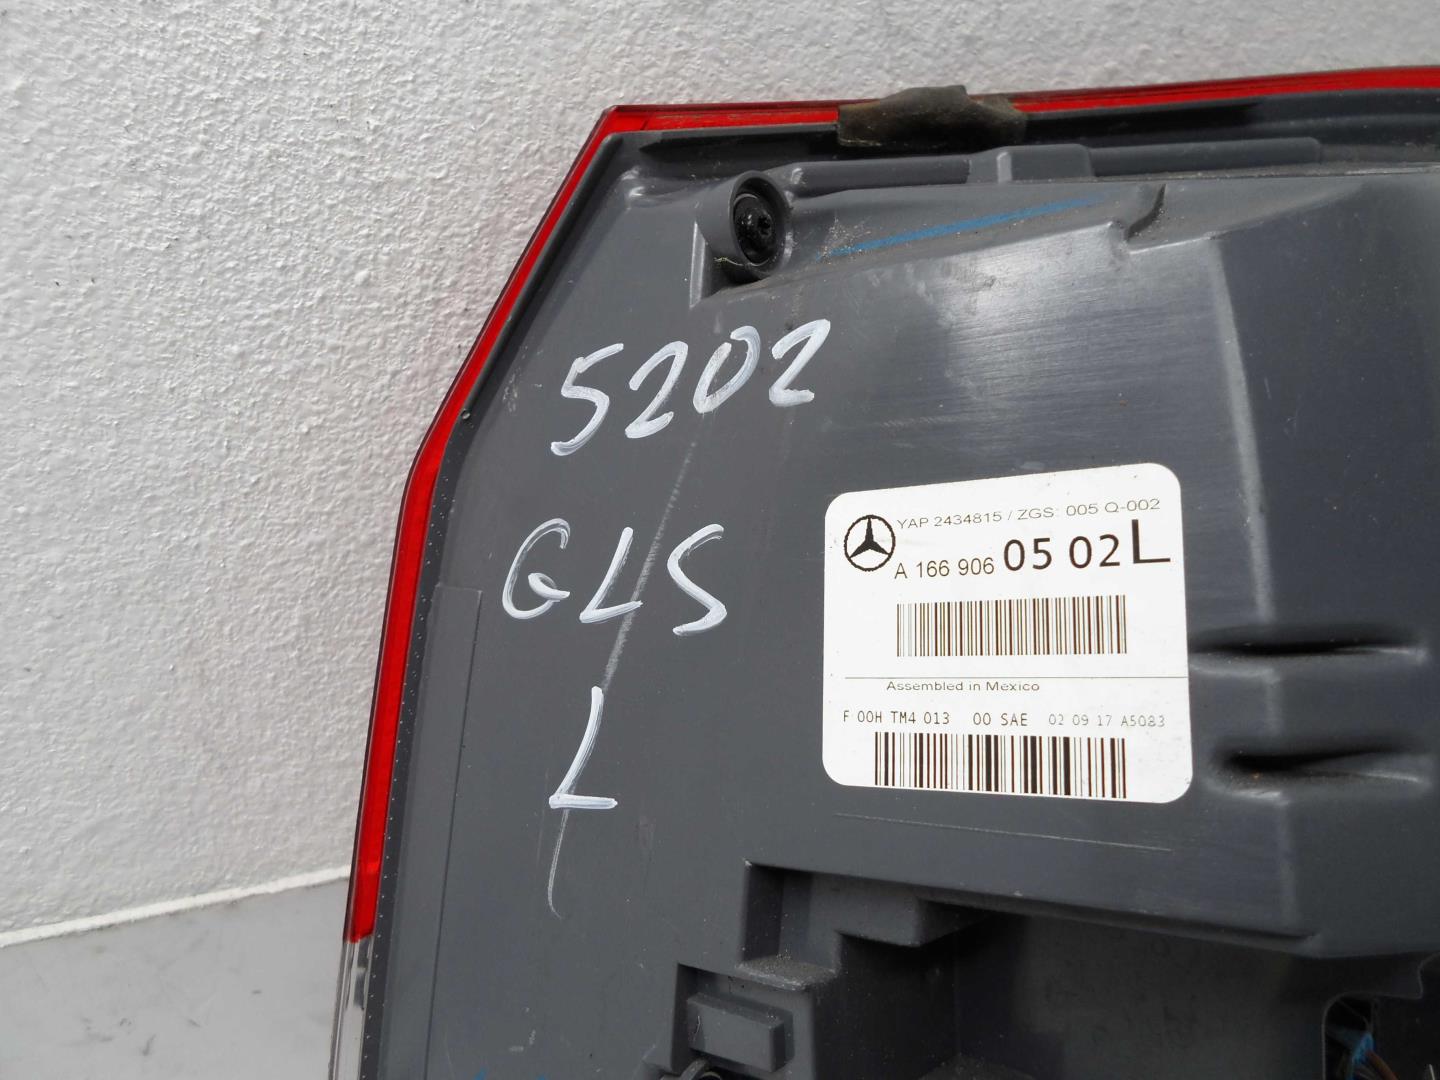 5202
GLS
L
YAP 2434815 / ZGS: 005 Q-002
A 166 906 05 02 L
Assembled in Mexico
F 00H TM4 013 00 SAE 02 09 17 A5083